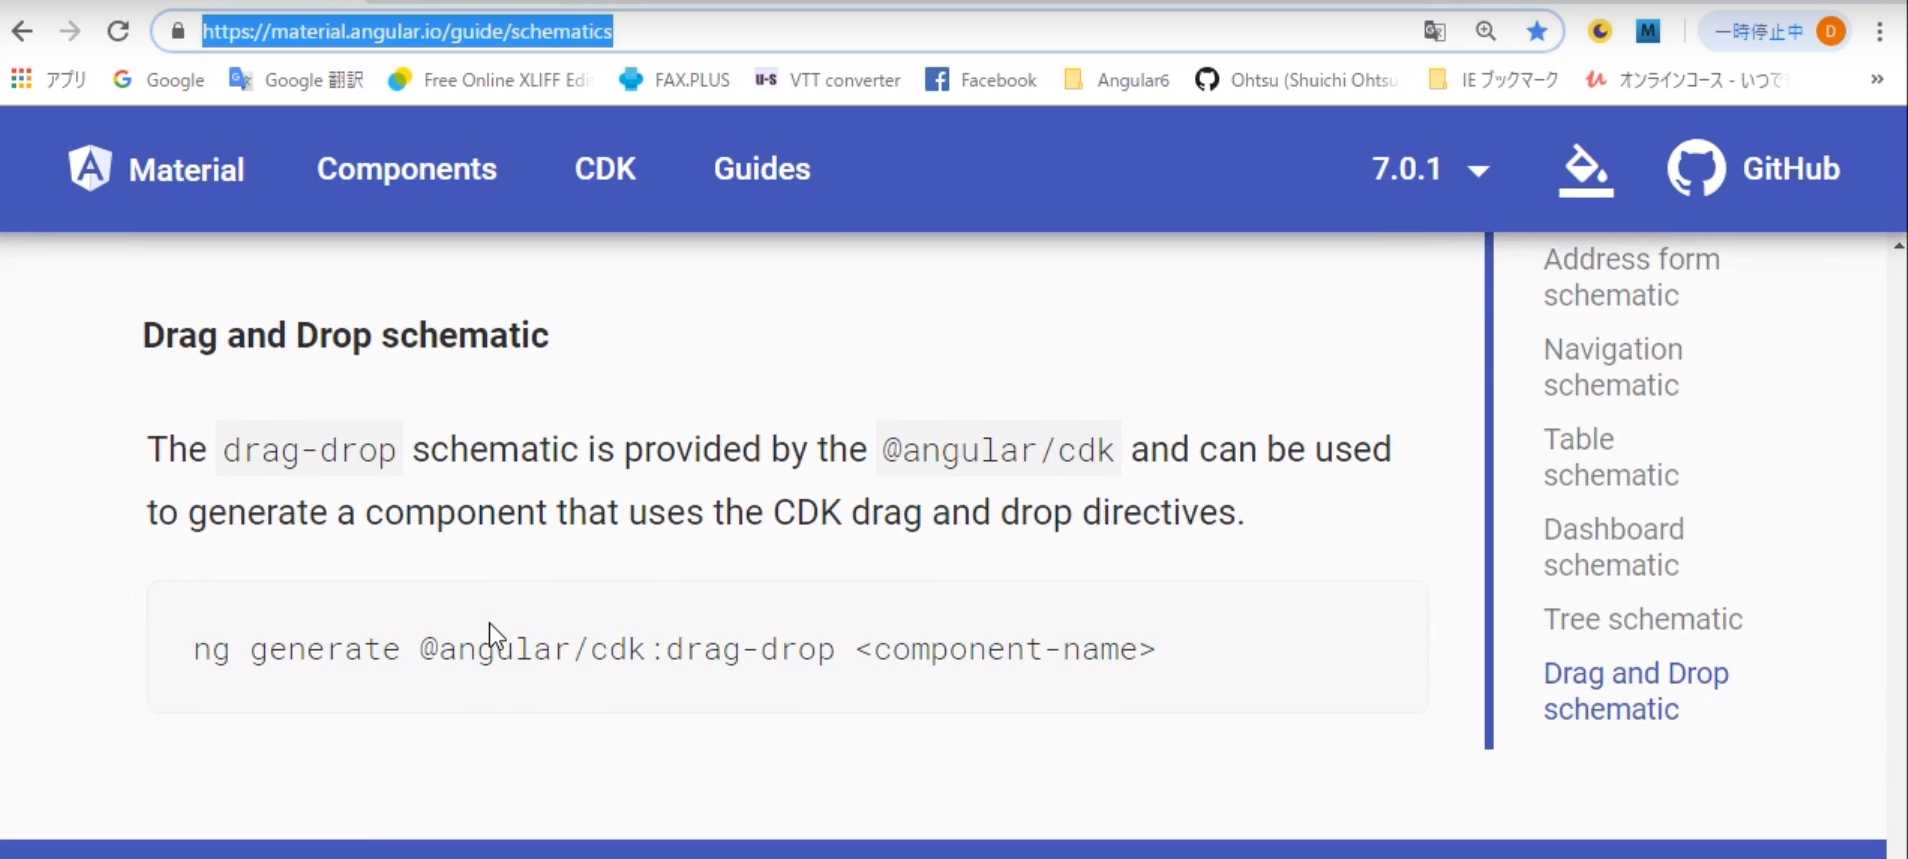 https://material.angular.io/guide/schematics
一時停止中 D
アプリ Google Google 翻訳 Free Online XLIFF Edi FAX.PLUS U-S VTT converter Facebook Angular6 Ohtsu (Shuichi Ohtsu IE ブックマーク オンラインコース - いつで »
Material Components CDK Guides 7.0.1 GitHub
Drag and Drop schematic
The drag-drop schematic is provided by the @angular/cdk and can be used
to generate a component that uses the CDK drag and drop directives.
ng generate @angular/cdk:drag-drop <component-name>
Address form
schematic
Navigation
schematic
Table
schematic
Dashboard
schematic
Tree schematic
Drag and Drop
schematic